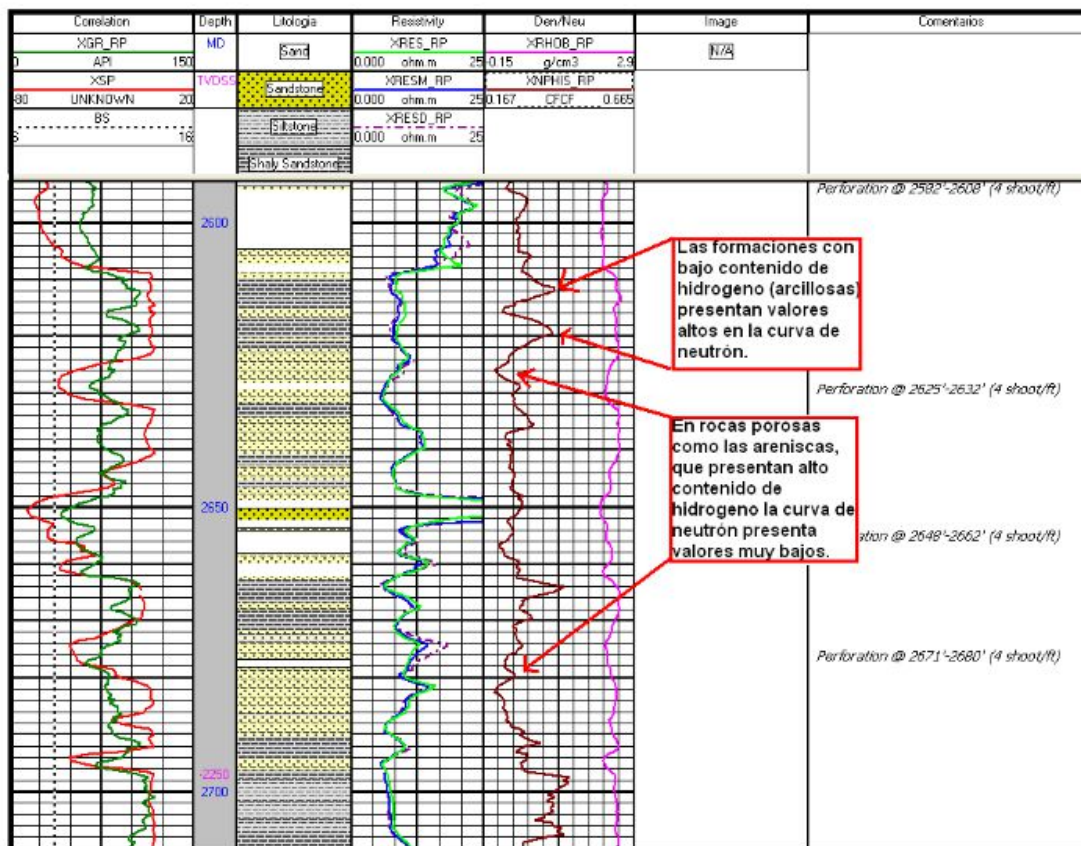 Correlation Depth Litologia Resistivity Den/Neu Image Comentarios
XGR_RP MD Sand XRES_RP XRHOB_RP N/A
API 150 0.000 ohm.m 25 -0.15 g/cm3 2.9
XSP TVDSS Sandstone XRESM_RP XNPHIS_RP
-80 UNKNOWN 20 0.000 ohm.m 25 0.167 CFCF 0.665
BS Siltstone XRESD_RP
16 0.000 ohm.m 25
Shaly Sandstone
Perforation @ 2582'-2608' (4 shoot/ft)
2600
Las formaciones con
bajo contenido de
hidrogeno (arcillosas)
presentan valores
altos en la curva de
neutrón.
Perforation @ 2625'-2632' (4 shoot/ft)
En rocas porosas
como las areniscas,
que presentan alto
contenido de
hidrogeno la curva de
neutrón presenta
valores muy bajos.
2650
ation @ 2648'-2662' (4 shoot/ft)
Perforation @ 2671'-2680' (4 shoot/ft)
-2250
2700